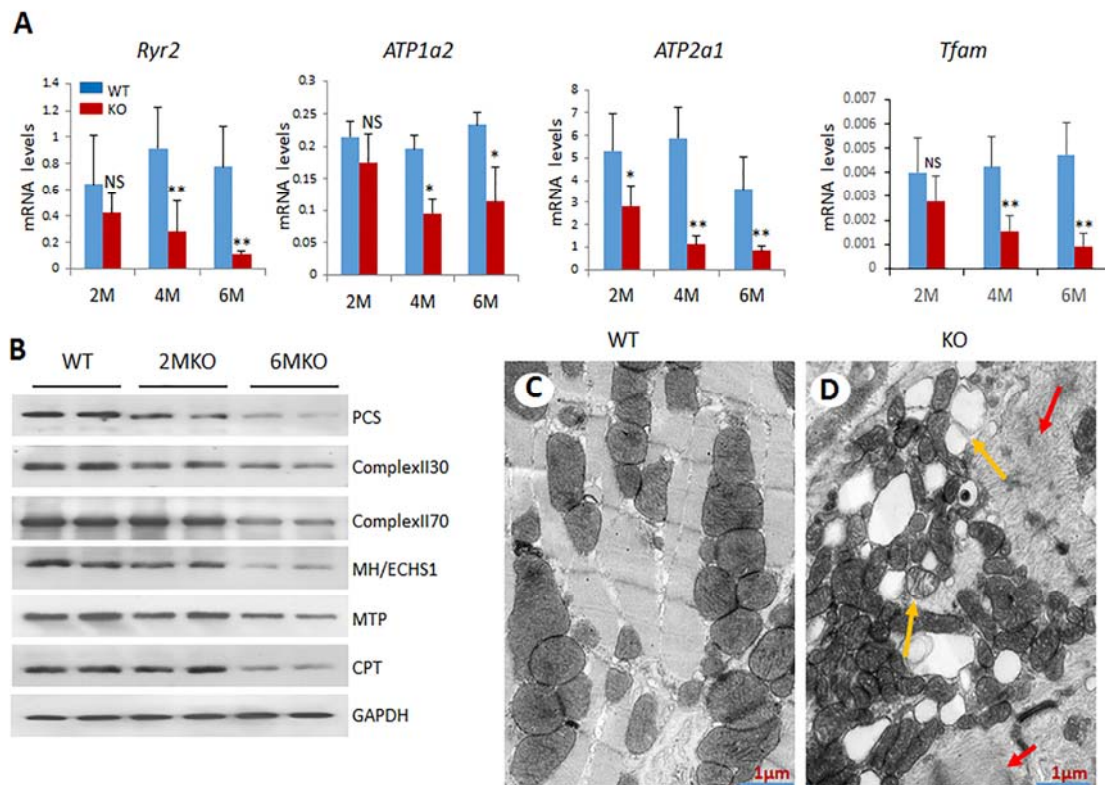 A
Ryr2
ATP1a2
ATP2a1
Tfam
mRNA levels
1.4
1.2
1
0.8
0.6
0.4
0.2
0
WT
KO
NS
**
**
2M 4M 6M
mRNA levels
0.3
0.25
0.2
0.15
0.1
0.05
0
NS
*
*
2M 4M 6M
mRNA levels
8
7
6
5
4
3
2
1
0
*
**
**
2M 4M 6M
mRNA levels
0.007
0.006
0.005
0.004
0.003
0.002
0.001
0.000
NS
**
**
2M 4M 6M
B
WT 2MKO 6MKO
PCS
ComplexII30
ComplexII70
MH/ECHS1
MTP
CPT
GAPDH
WT
C
1µm
KO
D
1µm